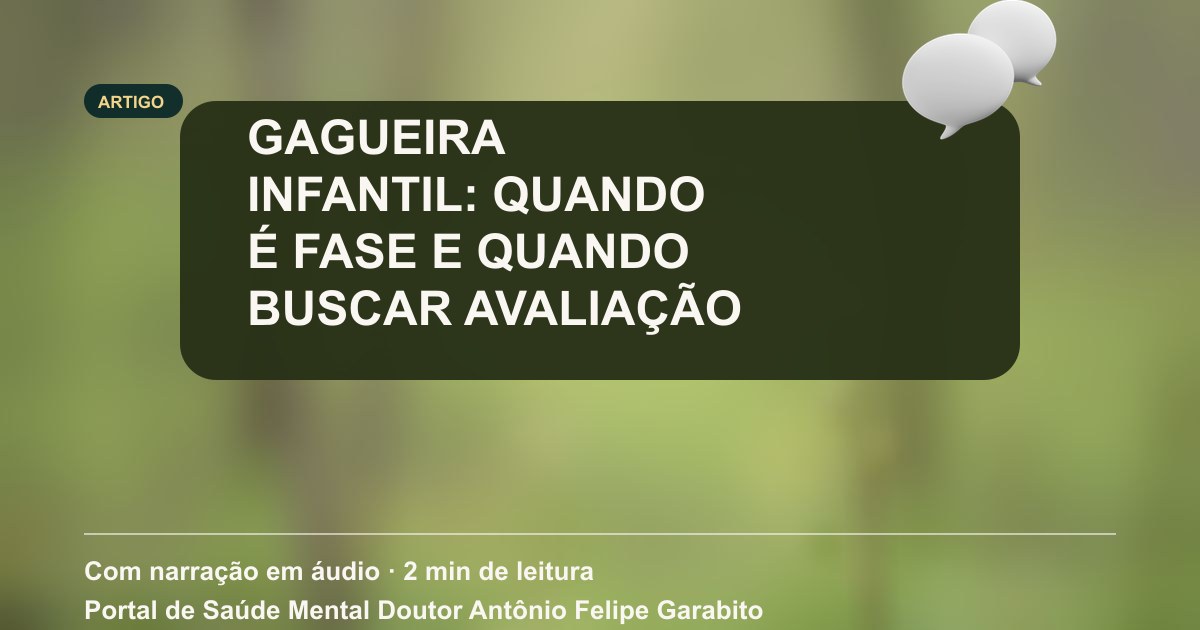 ARTIGO
GAGUEIRA
INFANTIL: QUANDO
É FASE E QUANDO
BUSCAR AVALIAÇÃO
Com narração em áudio · 2 min de leitura
Portal de Saúde Mental Doutor Antônio Felipe Garabito